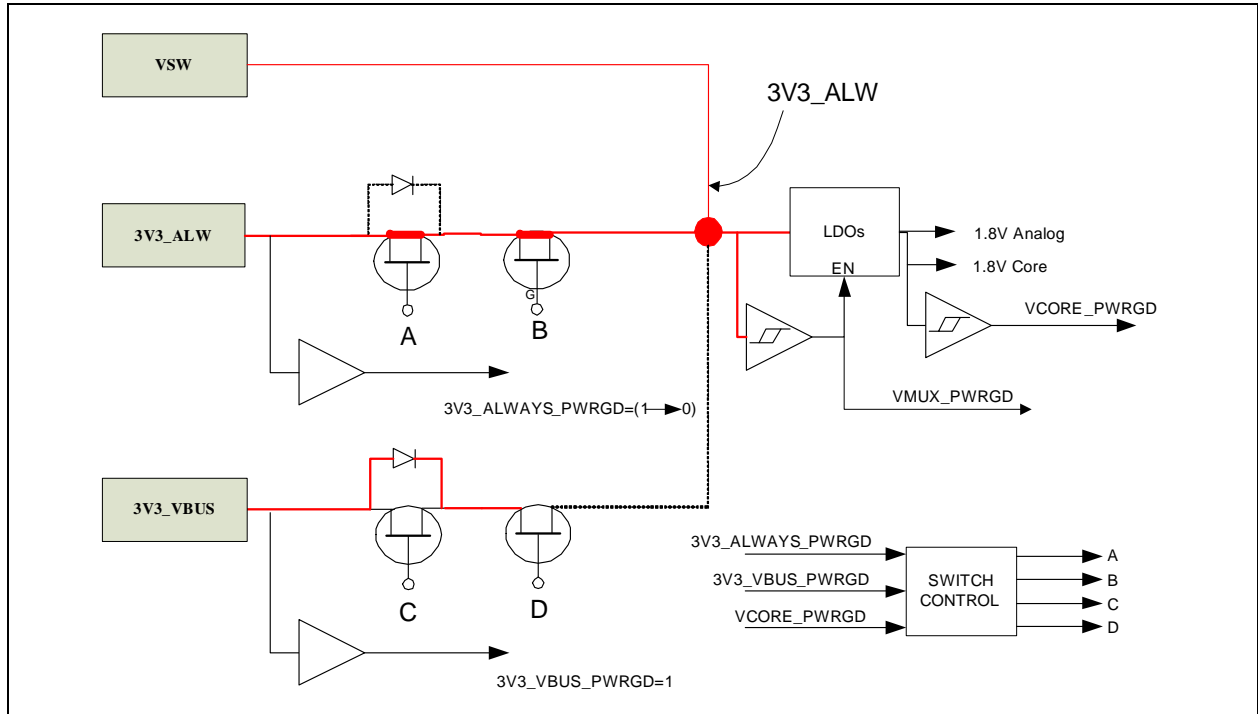 VSW
3V3_ALW
3V3_ALW
LDOs
EN
1.8V Analog
1.8V Core
G
A
B
VCORE_PWRGD
3V3_ALWAYS_PWRGD=(1 0)
VMUX_PWRGD
3V3_VBUS
C
D
3V3_VBUS_PWRGD=1
3V3_ALWAYS_PWRGD
3V3_VBUS_PWRGD
VCORE_PWRGD
SWITCH
CONTROL
A
B
C
D